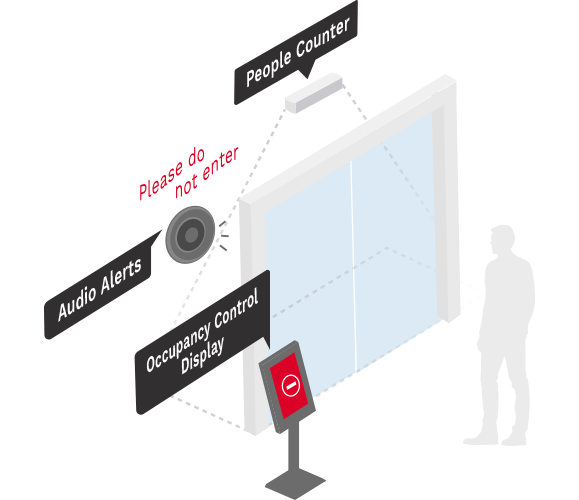 People Counter
Please do
not enter
Audio Alerts
Occupancy Control
Display